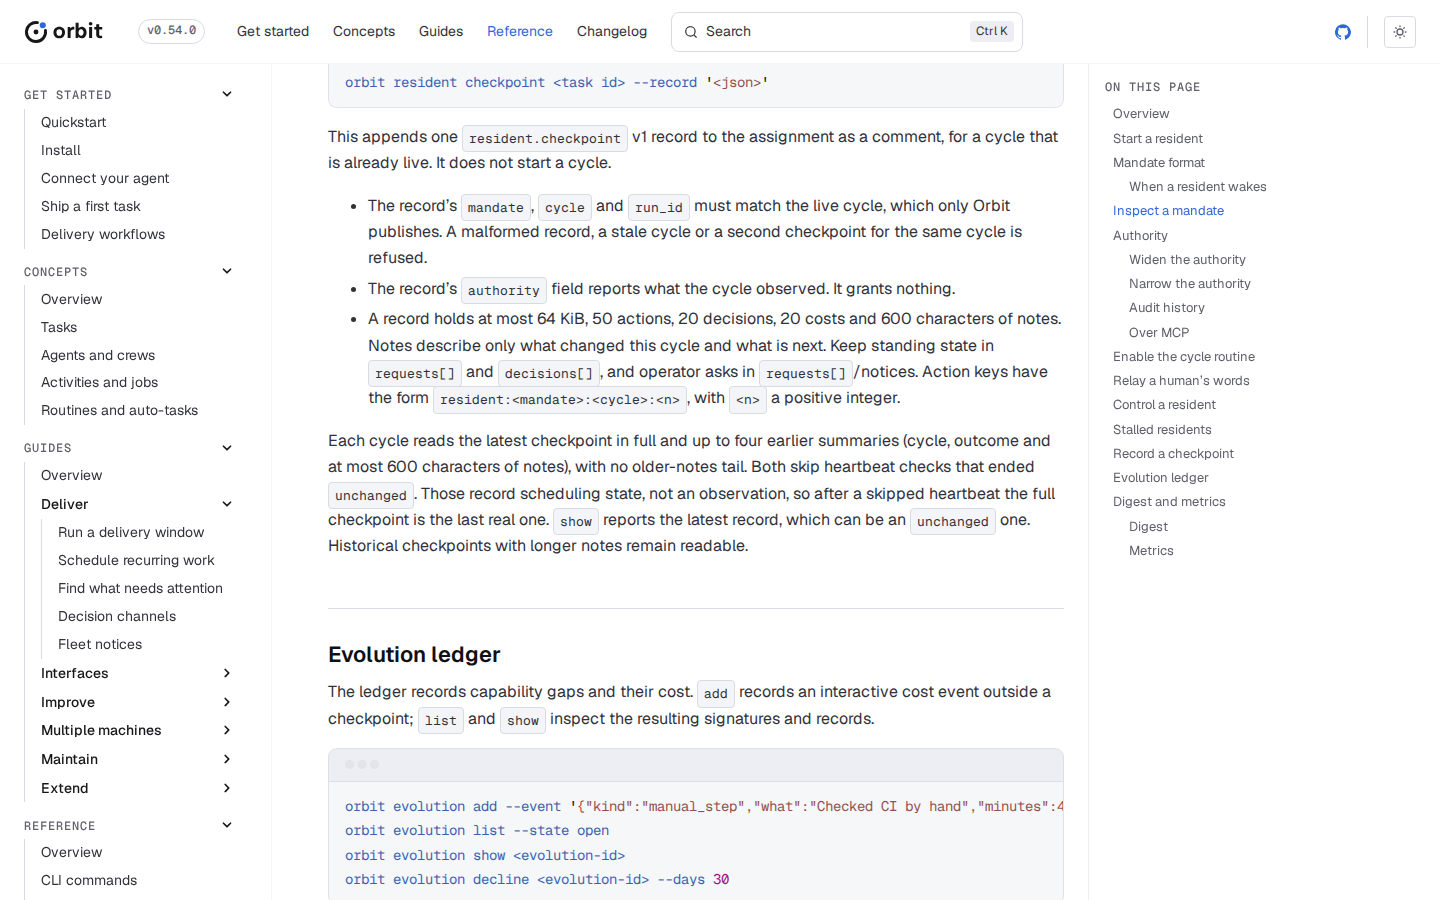 orbit
v0.54.0
Get started
Concepts
Guides
Reference
Changelog
Search
Ctrl K
GET STARTED
Quickstart
Install
Connect your agent
Ship a first task
Delivery workflows
CONCEPTS
Overview
Tasks
Agents and crews
Activities and jobs
Routines and auto-tasks
GUIDES
Overview
Deliver
Run a delivery window
Schedule recurring work
Find what needs attention
Decision channels
Fleet notices
Interfaces
Improve
Multiple machines
Maintain
Extend
REFERENCE
Overview
CLI commands
orbit resident checkpoint <task id> --record '<json>'
This appends one resident.checkpoint v1 record to the assignment as a comment, for a cycle that
is already live. It does not start a cycle.
The record’s mandate, cycle and run_id must match the live cycle, which only Orbit
publishes. A malformed record, a stale cycle or a second checkpoint for the same cycle is
refused.
The record’s authority field reports what the cycle observed. It grants nothing.
A record holds at most 64 KiB, 50 actions, 20 decisions, 20 costs and 600 characters of notes.
Notes describe only what changed this cycle and what is next. Keep standing state in
requests[] and decisions[], and operator asks in requests[]/notices. Action keys have
the form resident:<mandate>:<cycle>:<n>, with <n> a positive integer.
Each cycle reads the latest checkpoint in full and up to four earlier summaries (cycle, outcome and
at most 600 characters of notes), with no older-notes tail. Both skip heartbeat checks that ended
unchanged. Those record scheduling state, not an observation, so after a skipped heartbeat the full
checkpoint is the last real one. show reports the latest record, which can be an unchanged one.
Historical checkpoints with longer notes remain readable.
Evolution ledger
The ledger records capability gaps and their cost. add records an interactive cost event outside a
checkpoint; list and show inspect the resulting signatures and records.
orbit evolution add --event '{"kind":"manual_step","what":"Checked CI by hand","minutes":4
orbit evolution list --state open
orbit evolution show <evolution-id>
orbit evolution decline <evolution-id> --days 30
ON THIS PAGE
Overview
Start a resident
Mandate format
When a resident wakes
Inspect a mandate
Authority
Widen the authority
Narrow the authority
Audit history
Over MCP
Enable the cycle routine
Relay a human’s words
Control a resident
Stalled residents
Record a checkpoint
Evolution ledger
Digest and metrics
Digest
Metrics